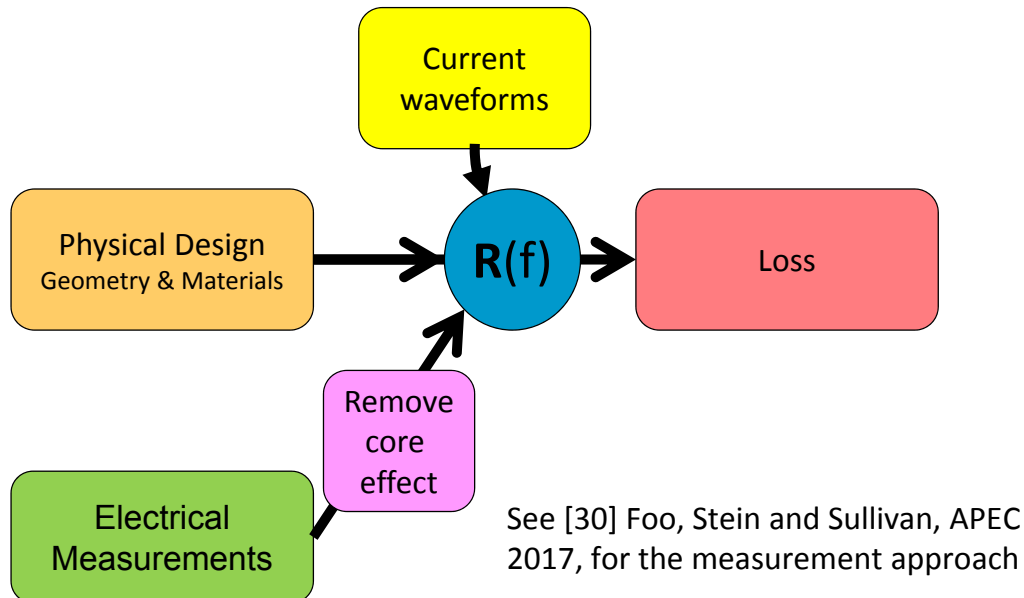 Current
waveforms
Physical Design
Geometry & Materials
R(f)
Loss
Remove
core
effect
Electrical
Measurements
See [30] Foo, Stein and Sullivan, APEC
2017, for the measurement approach